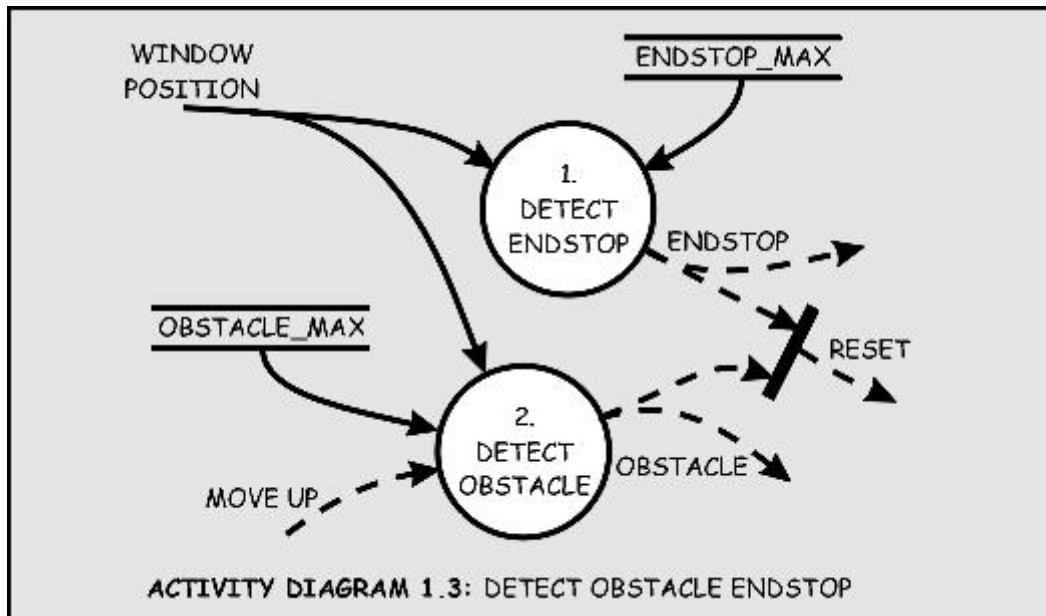 WINDOW
POSITION
ENDSTOP_MAX
1.
DETECT
ENDSTOP
ENDSTOP
OBSTACLE_MAX
RESET
2.
DETECT
OBSTACLE
OBSTACLE
MOVE UP
ACTIVITY DIAGRAM 1.3: DETECT OBSTACLE ENDSTOP